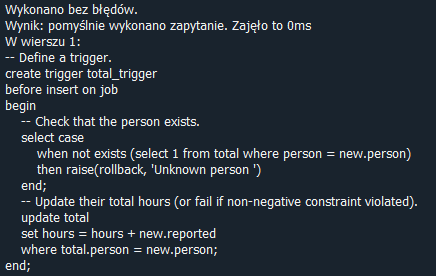 Wykonano bez błędów.
Wynik: pomyślnie wykonano zapytanie. Zajęło to 0ms
W wierszu 1:
-- Define a trigger.
create trigger total_trigger
before insert on job
begin
    -- Check that the person exists.
    select case
        when not exists (select 1 from total where person = new.person)
        then raise(rollback, 'Unknown person ')
    end;
    -- Update their total hours (or fail if non-negative constraint violated).
    update total
    set hours = hours + new.reported
    where total.person = new.person;
end;